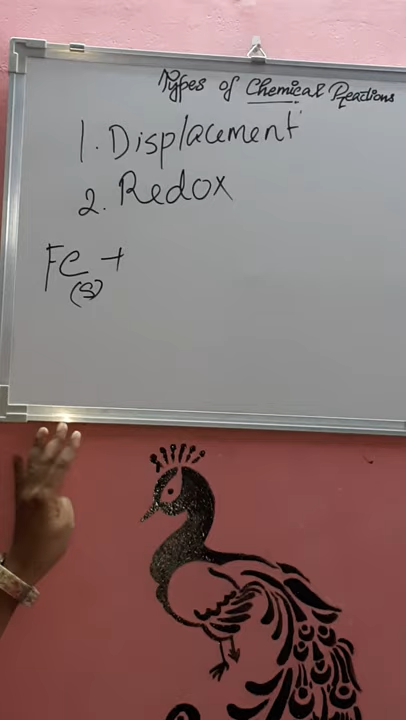 Types of Chemical Reactions
1. Displacement
2. Redox
Fe +
(s)